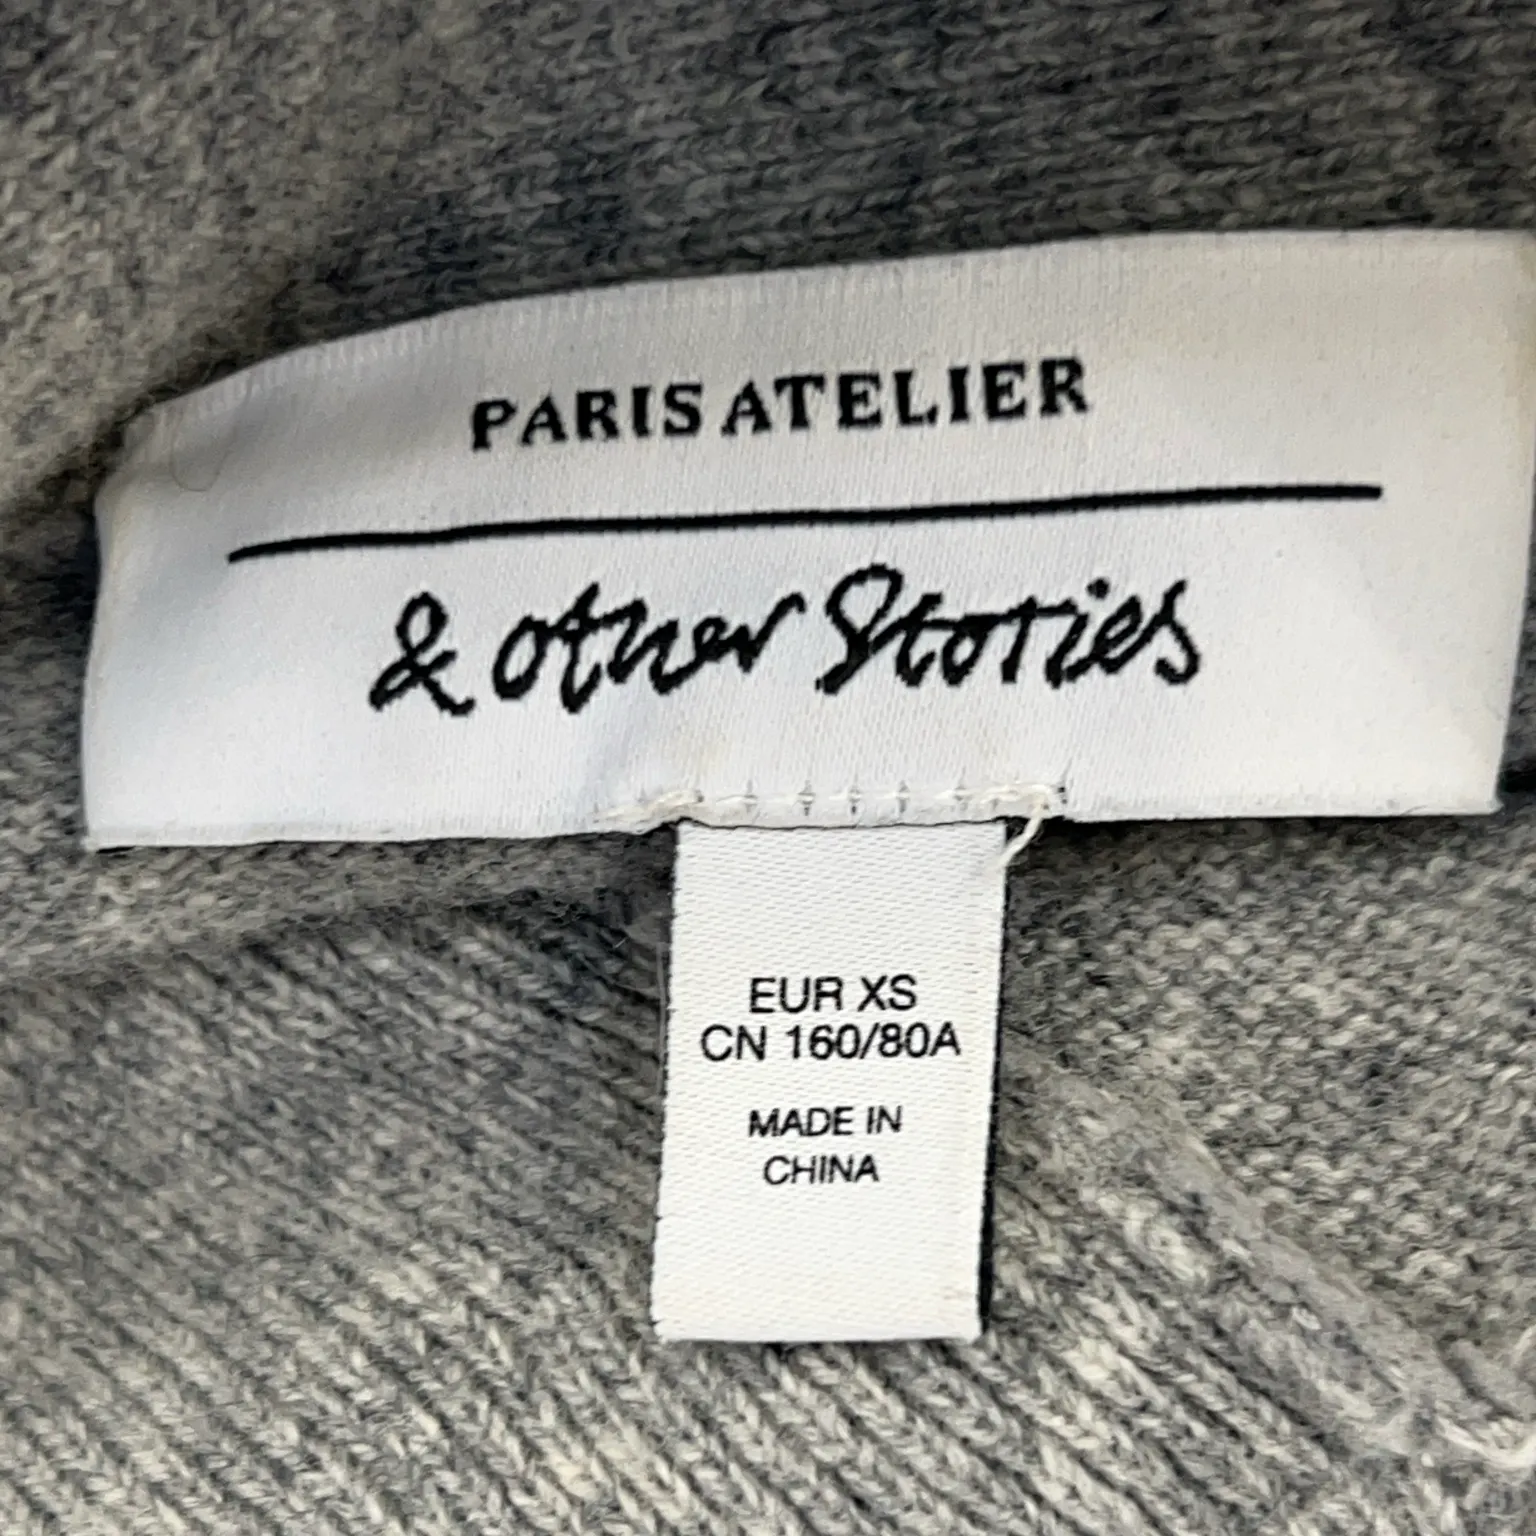 PARIS ATELIER
& Other Stories
EUR XS
CN 160/80A
MADE IN
CHINA